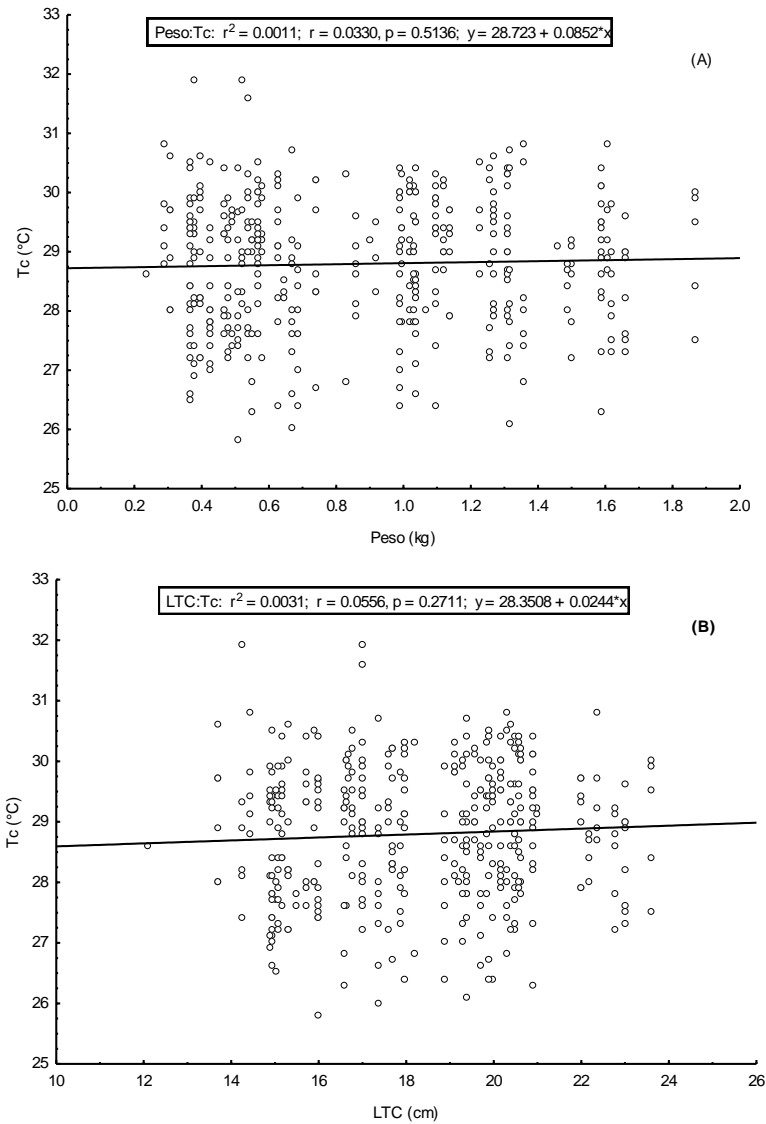 33
Peso:Tc: r² = 0.0011; r = 0.0330, p = 0.5136; y = 28.723 + 0.0852*x
(A)
32
31
30
29
28
27
26
25
Tc (°C)
0.0 0.2 0.4 0.6 0.8 1.0 1.2 1.4 1.6 1.8 2.0
Peso (kg)
33
LTC:Tc: r² = 0.0031; r = 0.0556, p = 0.2711; y = 28.3508 + 0.0244*x
(B)
32
31
30
29
28
27
26
25
Tc (°C)
10 12 14 16 18 20 22 24 26
LTC (cm)